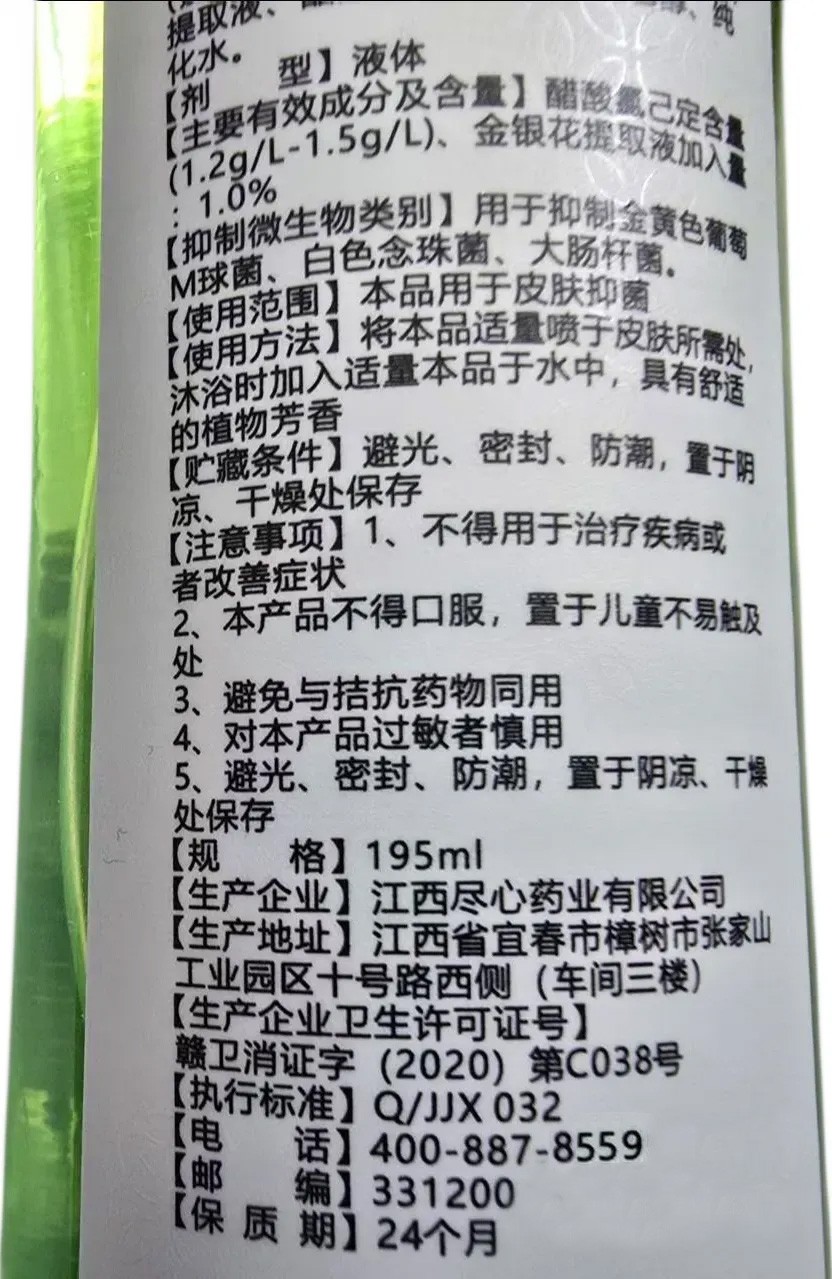 提取液、醋
醇、纯
化水。
【剂 型】液体
【主要有效成分及含量】醋酸氯己定含量
(1.2g/L-1.5g/L)、金银花提取液加入量
：1.0%
【抑制微生物类别】用于抑制金黄色葡萄
M球菌、白色念珠菌、大肠杆菌。
【使用范围】本品用于皮肤抑菌
【使用方法】将本品适量喷于皮肤所需处，
沐浴时加入适量本品于水中，具有舒适
的植物芳香
【贮藏条件】避光、密封、防潮，置于阴
凉、干燥处保存
【注意事项】1、不得用于治疗疾病或
者改善症状
2、本产品不得口服，置于儿童不易触及
处
3、避免与拮抗药物同用
4、对本产品过敏者慎用
5、避光、密封、防潮，置于阴凉、干燥
处保存
【规 格】195ml
【生产企业】江西尽心药业有限公司
【生产地址】江西省宜春市樟树市张家山
工业园区十号路西侧（车间三楼）
【生产企业卫生许可证号】
赣卫消证字（2020）第C038号
【执行标准】Q/JJX 032
【电 话】400-887-8559
【邮 编】331200
【保 质 期】24个月